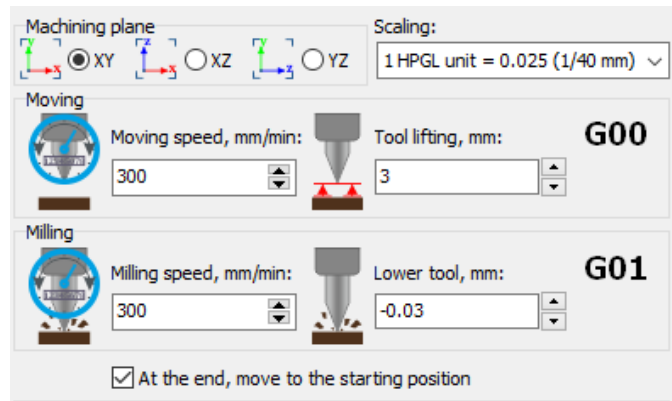 Machining plane
Scaling:
Y X XY Z X XZ Y Z YZ
1 HPGL unit = 0.025 (1/40 mm)
Moving
Moving speed, mm/min:
Tool lifting, mm:
G00
300
3
Milling
Milling speed, mm/min:
Lower tool, mm:
G01
300
-0.03
At the end, move to the starting position